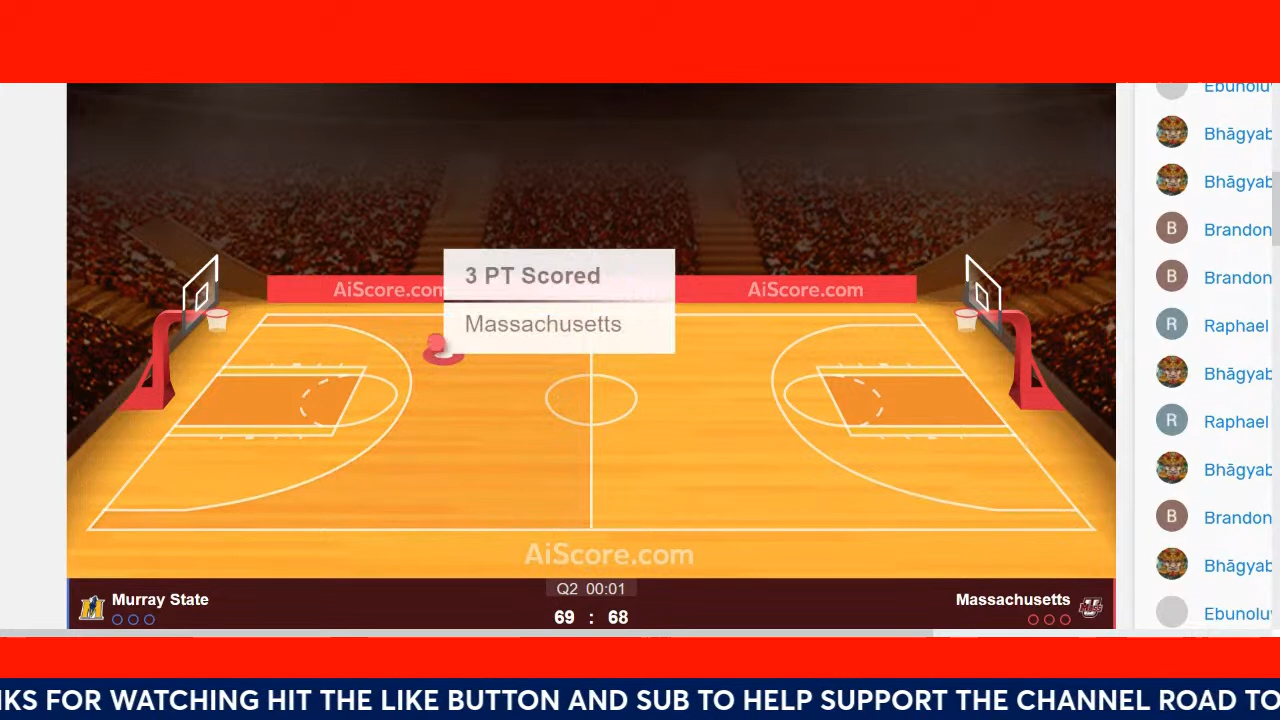 Ebunoluw
Bhāgyab
Bhāgyab
B Brandon
B Brandon
R Raphael
Bhāgyab
R Raphael
Bhāgyab
B Brandon
Bhāgyab
Ebunoluw
AiScore.com
AiScore.com
3 PT Scored
Massachusetts
AiScore.com
Q2 00:01
Murray State
69 : 68
Massachusetts
NKS FOR WATCHING HIT THE LIKE BUTTON AND SUB TO HELP SUPPORT THE CHANNEL ROAD TO